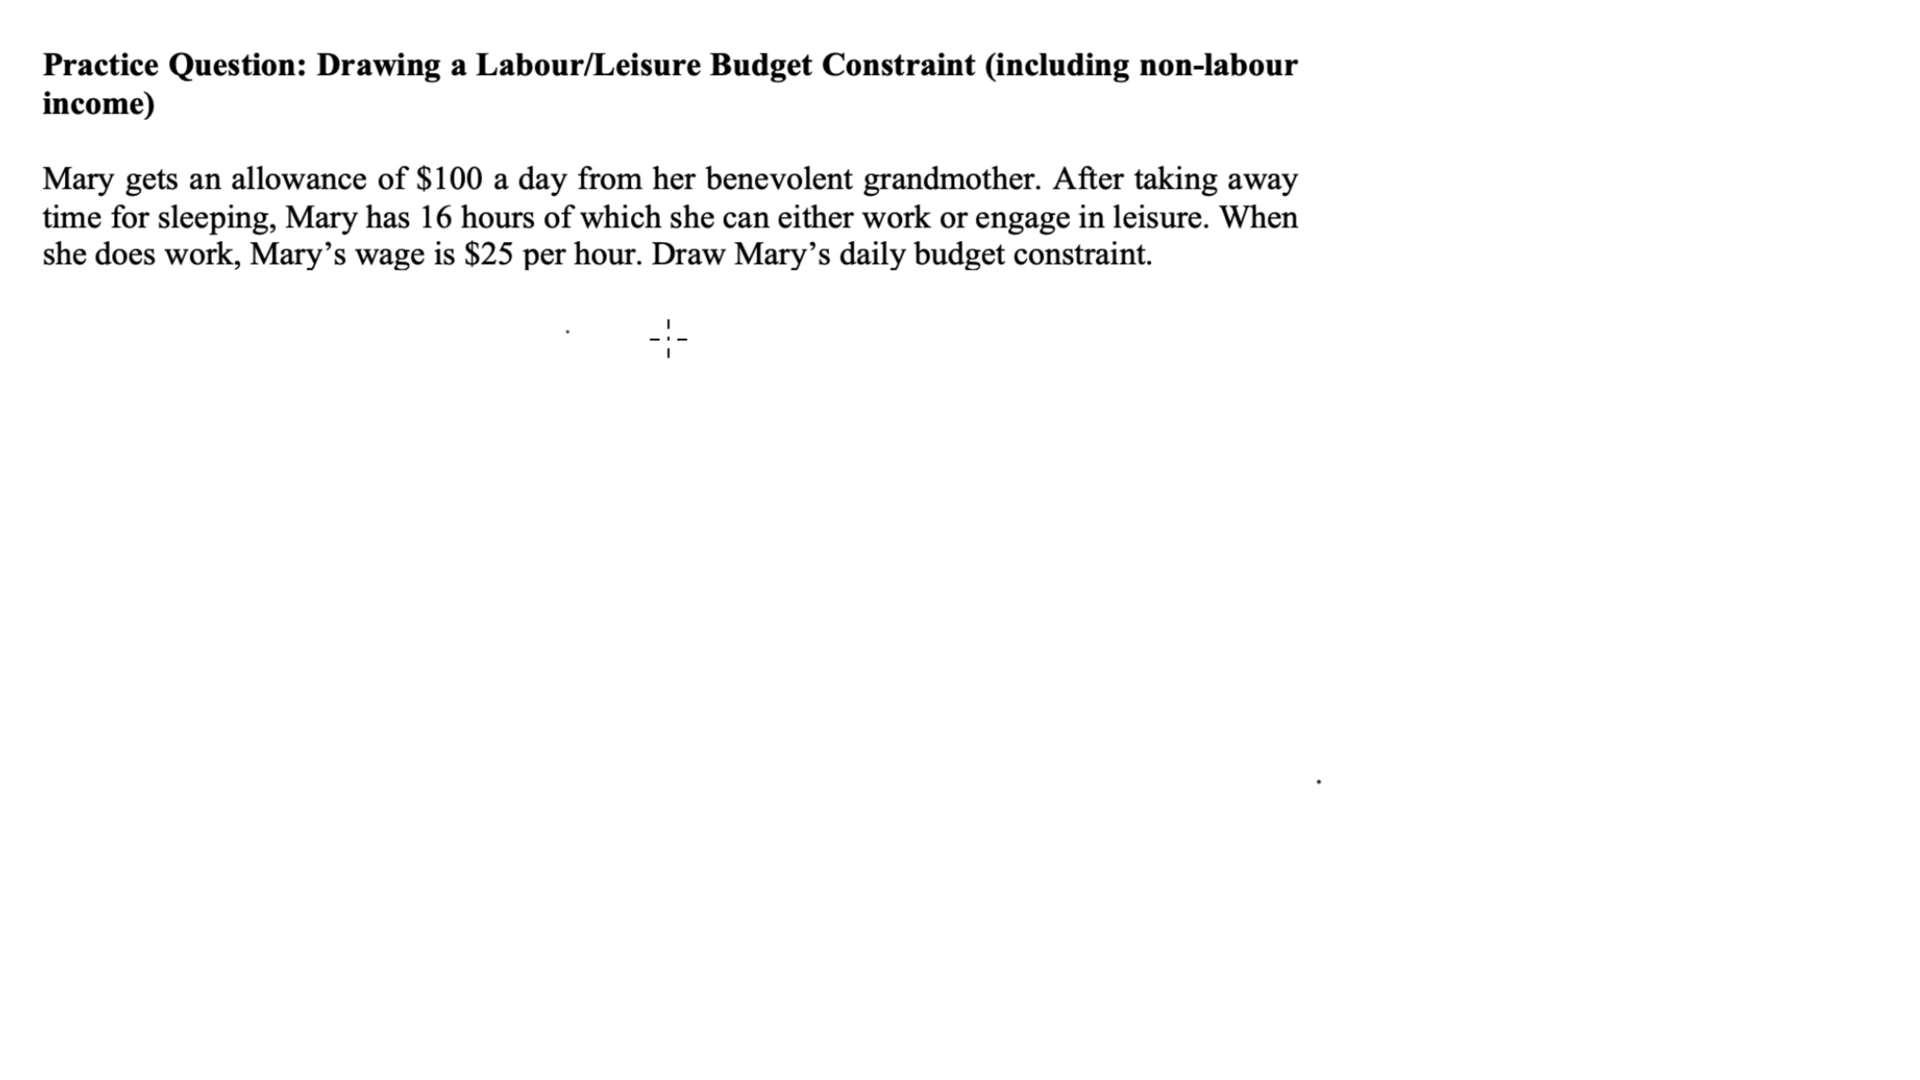 Practice Question: Drawing a Labour/Leisure Budget Constraint (including non-labour
income)
Mary gets an allowance of $100 a day from her benevolent grandmother. After taking away
time for sleeping, Mary has 16 hours of which she can either work or engage in leisure. When
she does work, Mary’s wage is $25 per hour. Draw Mary’s daily budget constraint.